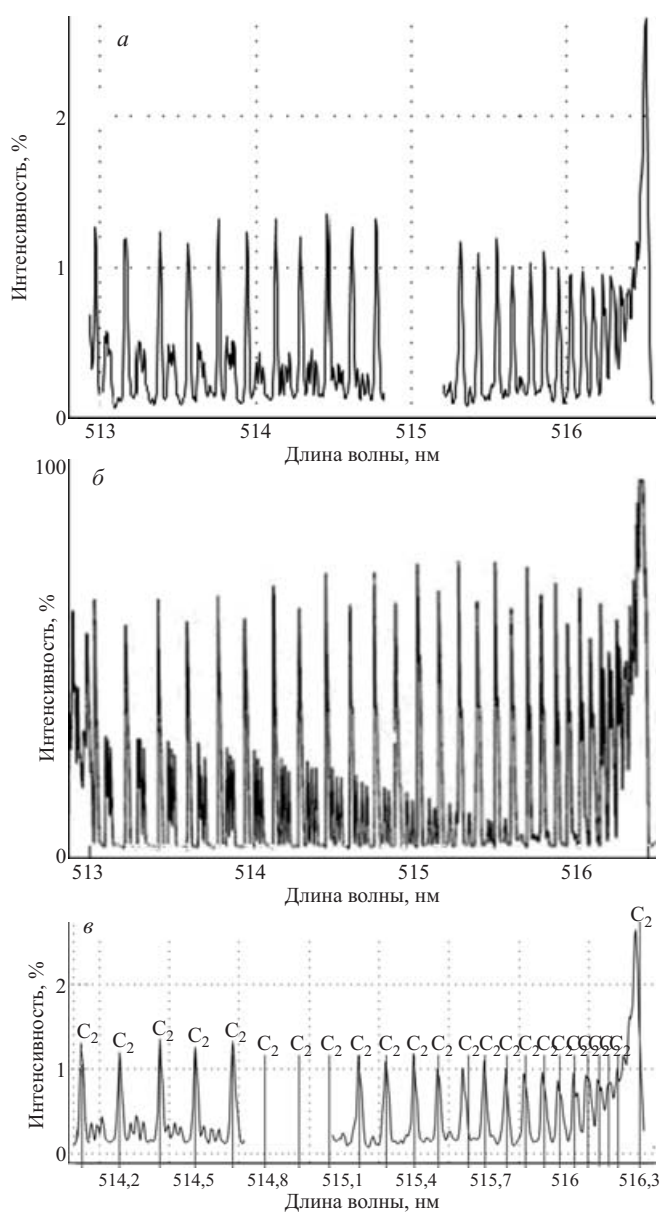 а
Интенсивность, %
2
1
0
513 514 515 516
Длина волны, нм
б
100
Интенсивность, %
0
513 514 515 516
Длина волны, нм
в
C₂
Интенсивность, %
2
C₂ C₂ C₂ C₂ C₂ C₂ C₂ C₂ C₂ C₂ C₂ C₂ C₂ C₂ C₂ C₂ C₂ C₂ C₂ C₂ C₂
1
0
514,2 514,5 514,8 515,1 515,4 515,7 516 516,3
Длина волны, нм